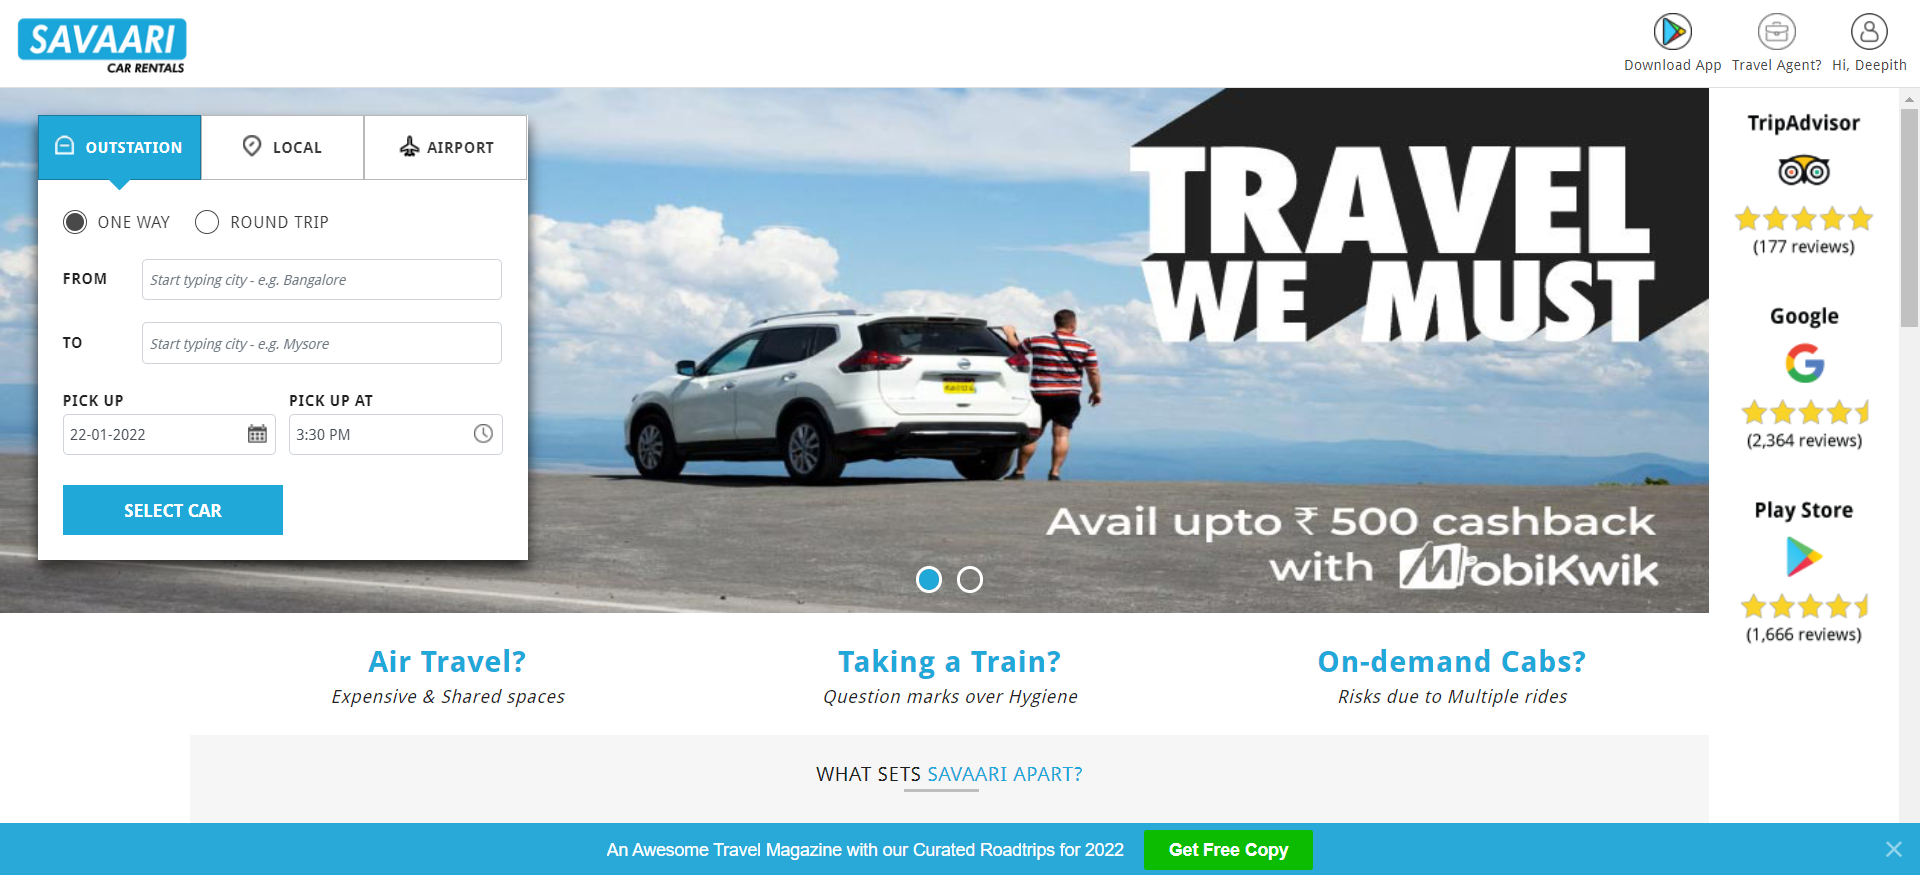 SAVAARI
CAR RENTALS
Download App
Travel Agent?
Hi, Deepith
OUTSTATION
LOCAL
AIRPORT
ONE WAY
ROUND TRIP
FROM
Start typing city - e.g. Bangalore
TO
Start typing city - e.g. Mysore
PICK UP
PICK UP AT
22-01-2022
3:30 PM
SELECT CAR
TRAVEL
WE MUST
Avail upto ₹ 500 cashback
with MobiKwik
TripAdvisor
(177 reviews)
Google
(2,364 reviews)
Play Store
(1,666 reviews)
Air Travel?
Expensive & Shared spaces
Taking a Train?
Question marks over Hygiene
On-demand Cabs?
Risks due to Multiple rides
WHAT SETS SAVAARI APART?
An Awesome Travel Magazine with our Curated Roadtrips for 2022
Get Free Copy